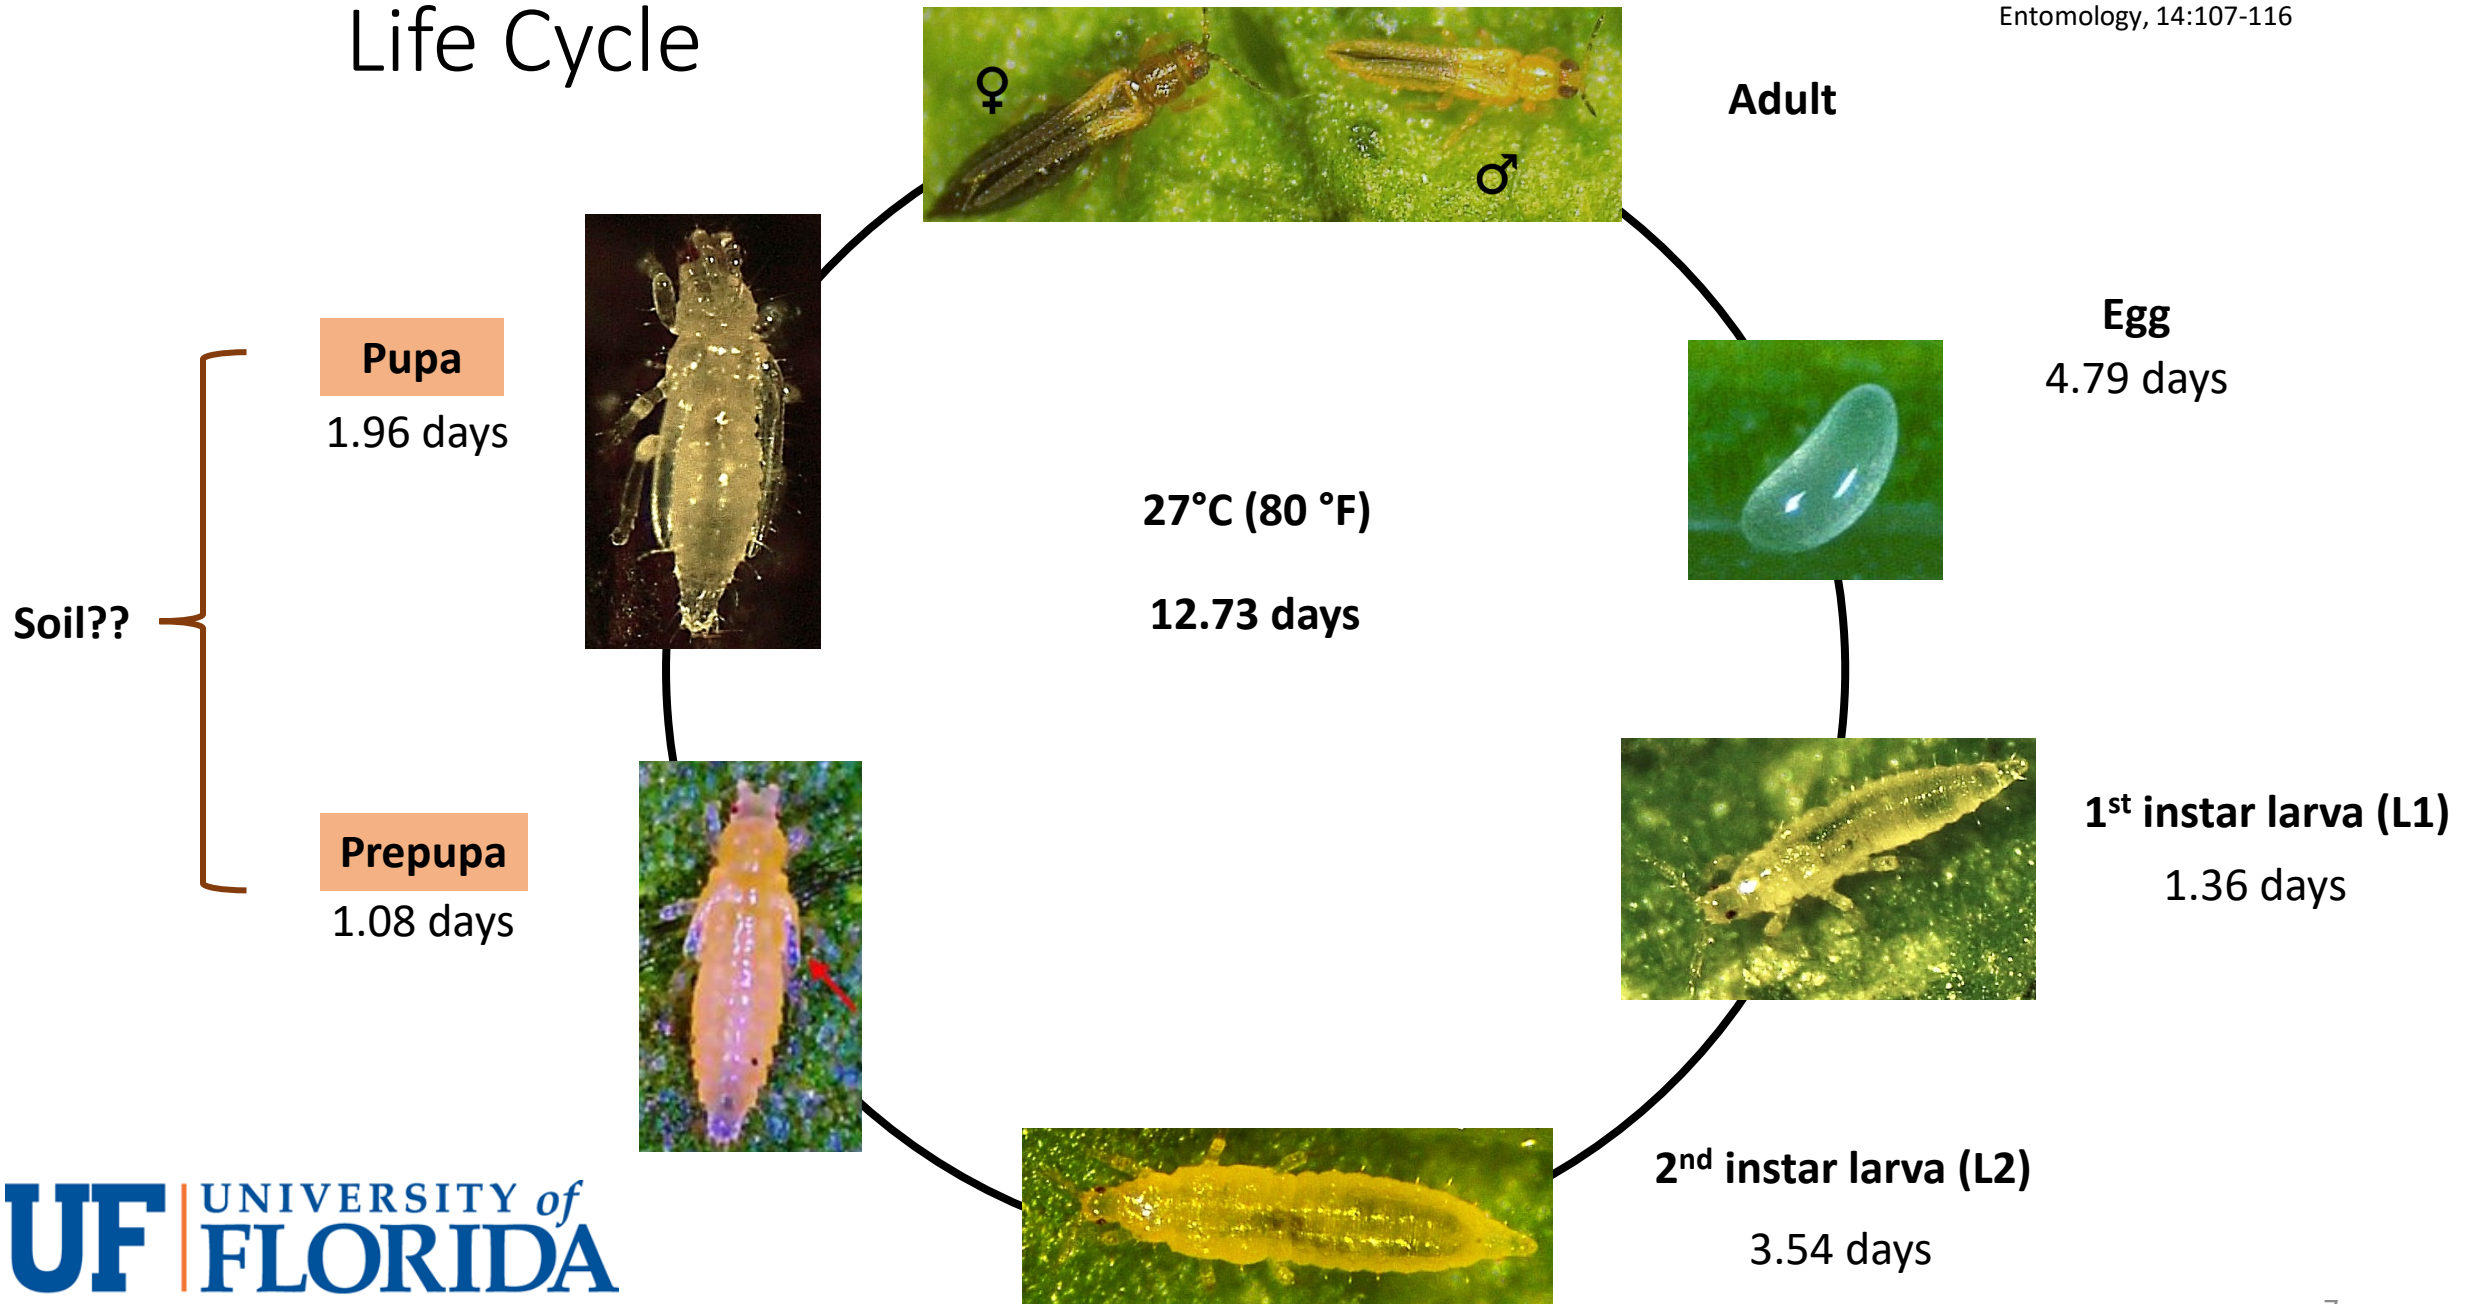 Life Cycle
Entomology, 14:107-116
♀
♂
Adult
Egg
4.79 days
Pupa
1.96 days
27°C (80 °F)
12.73 days
Soil??
1st instar larva (L1)
1.36 days
Prepupa
1.08 days
2nd instar larva (L2)
3.54 days
UF UNIVERSITY of
FLORIDA